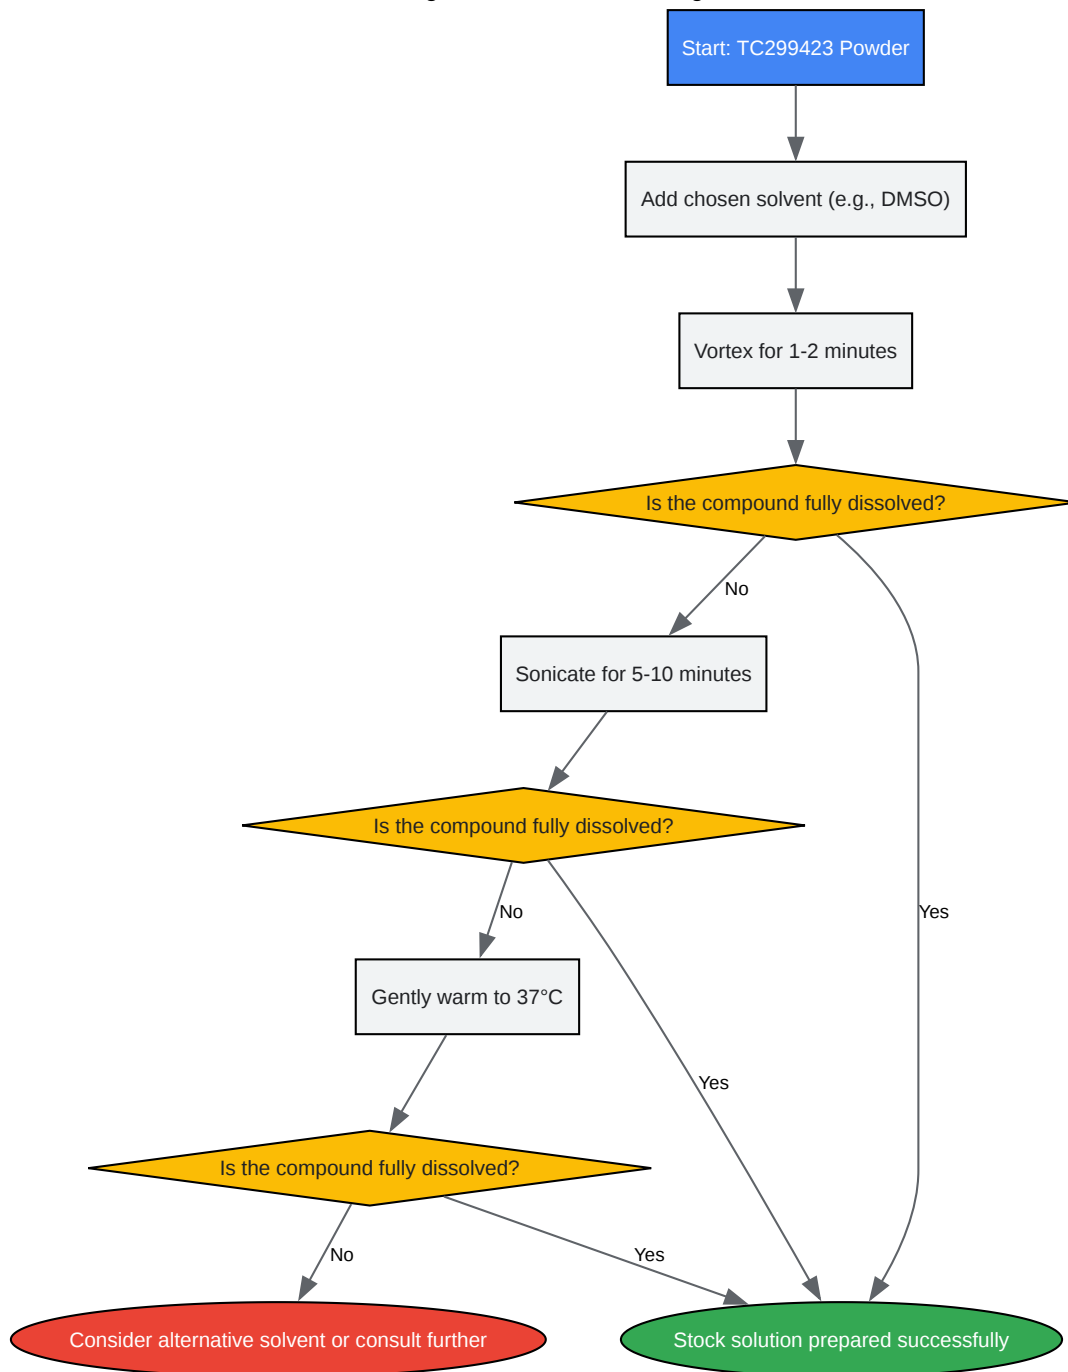 Start: TC299423 Powder
Add chosen solvent (e.g., DMSO)
Vortex for 1-2 minutes
Is the compound fully dissolved?
No
Sonicate for 5-10 minutes
Is the compound fully dissolved?
No
Yes
Gently warm to 37°C
Yes
Is the compound fully dissolved?
No
Yes
Consider alternative solvent or consult further
Stock solution prepared successfully